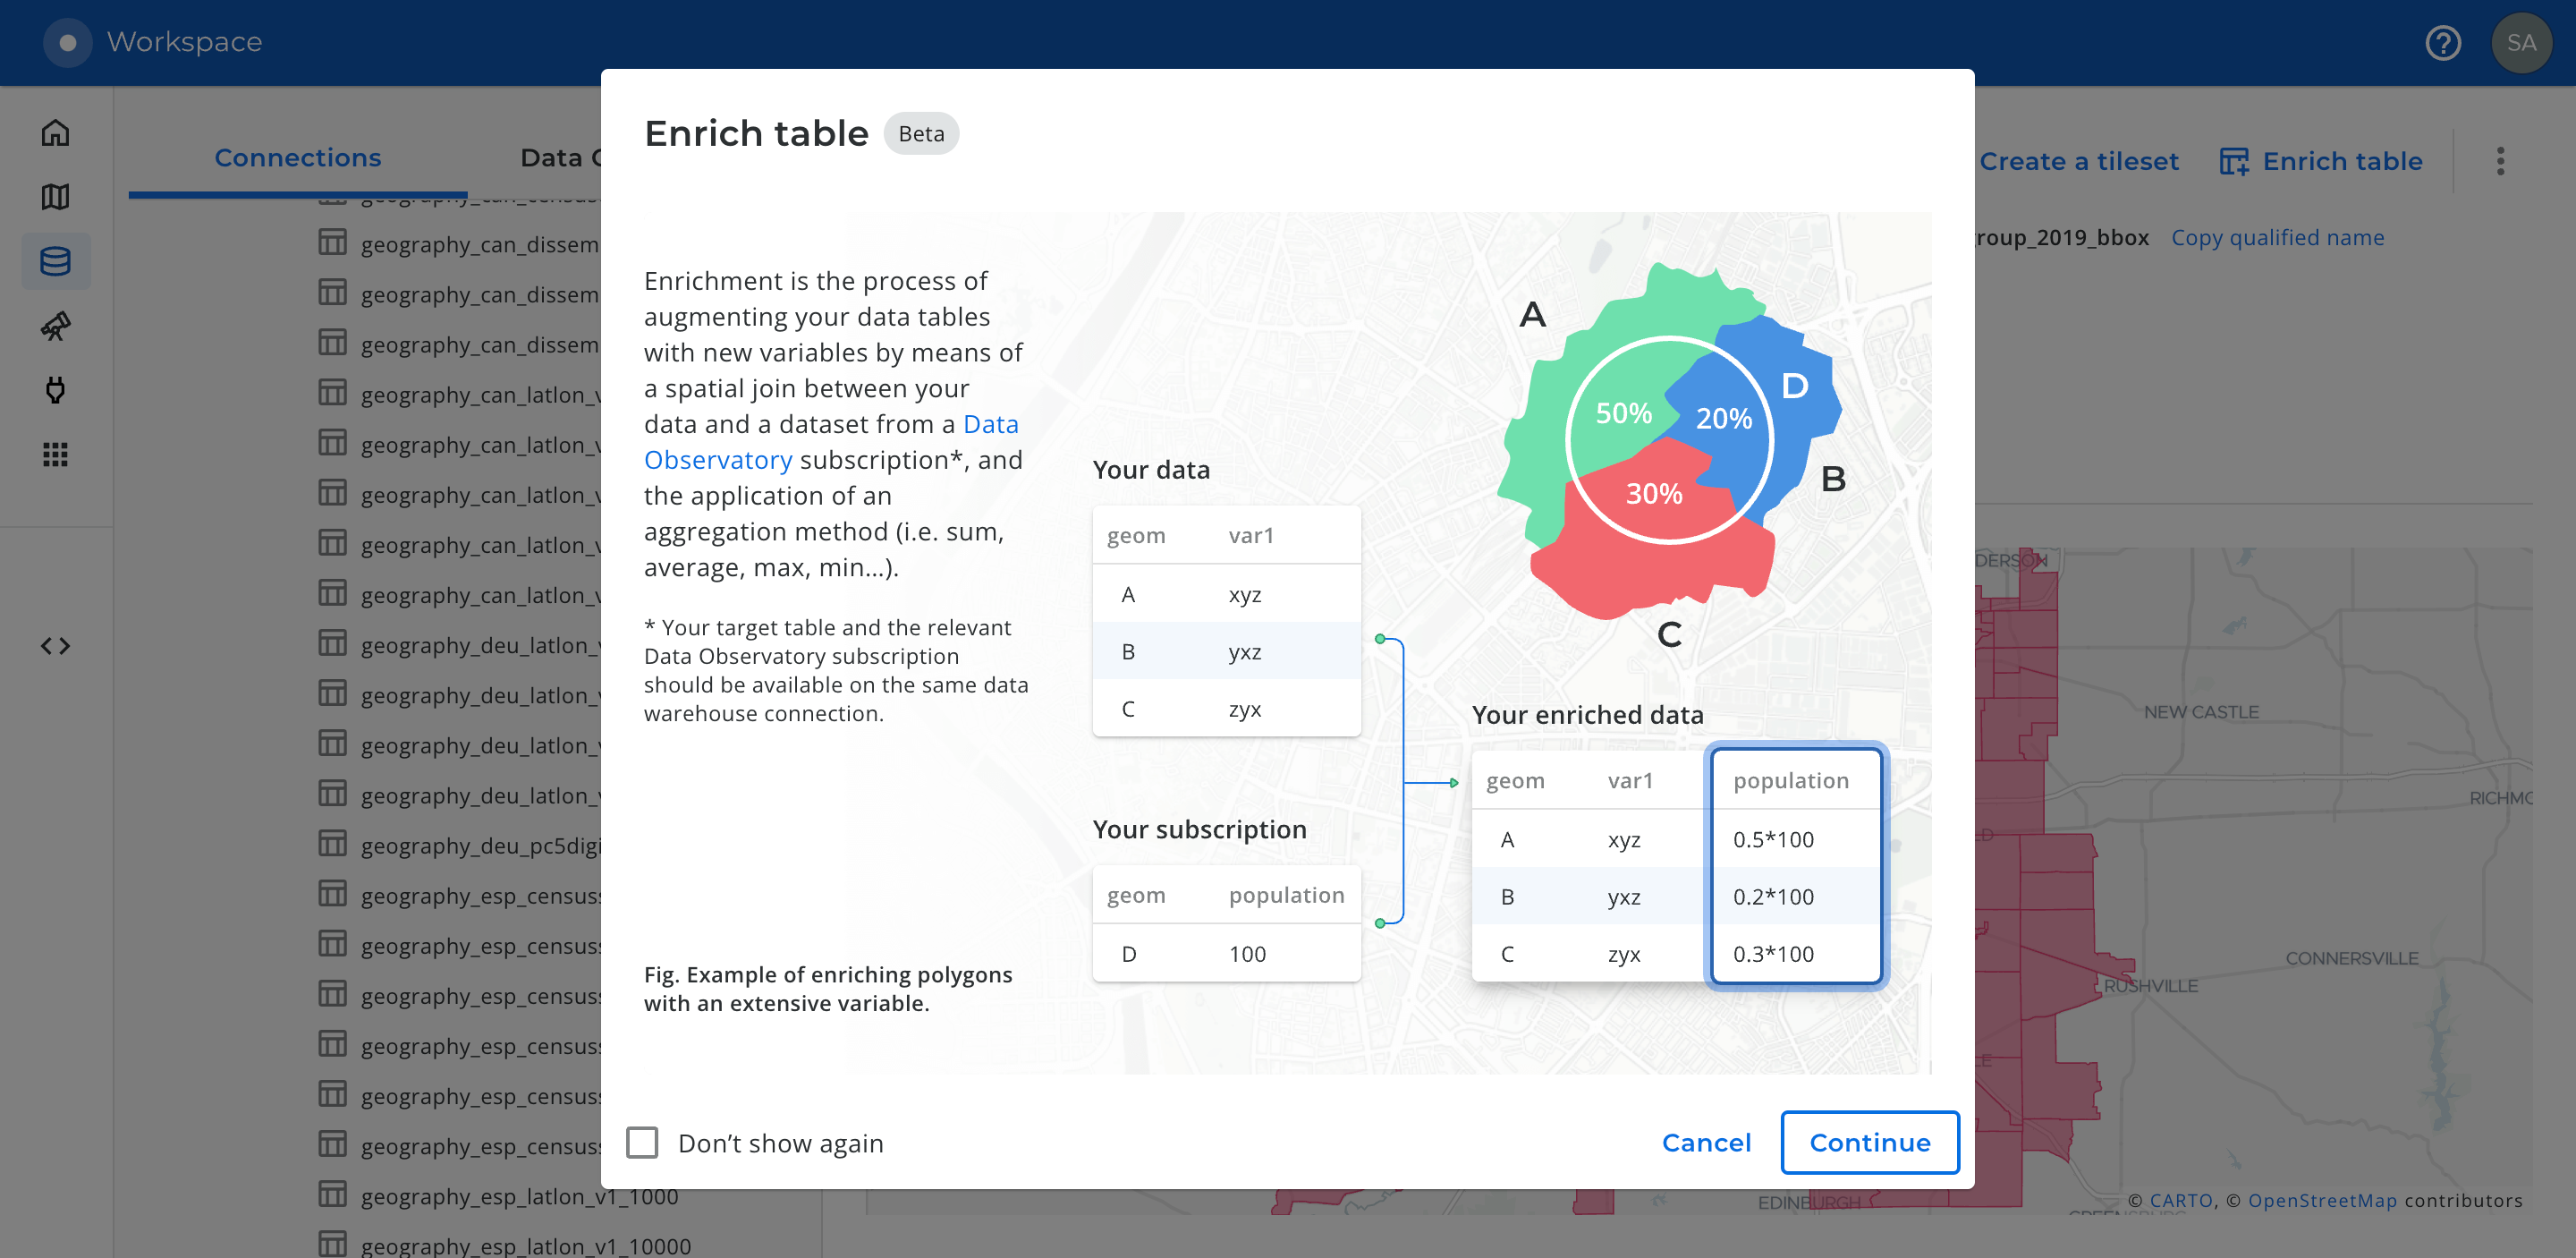 Workspace
SA
Connections
Data
Create a tileset
Enrich table
group_2019_bbox
Copy qualified name
geography_can_dissem
geography_can_dissem
geography_can_dissem
geography_can_latlon_v
geography_can_latlon_v
geography_can_latlon_v
geography_can_latlon_v
geography_can_latlon_v
geography_deu_latlon_v
geography_deu_latlon_v
geography_deu_latlon_v
geography_deu_latlon_v
geography_deu_pc5digi
geography_esp_census
geography_esp_census
geography_esp_census
geography_esp_census
geography_esp_census
geography_esp_census
geography_esp_latlon_v1_1000
geography_esp_latlon_v1_10000
Enrich table
Beta
Enrichment is the process of
augmenting your data tables
with new variables by means of
a spatial join between your
data and a dataset from a Data
Observatory subscription*, and
the application of an
aggregation method (i.e. sum,
average, max, min...).
* Your target table and the relevant
Data Observatory subscription
should be available on the same data
warehouse connection.
Fig. Example of enriching polygons
with an extensive variable.
A
D
B
C
50%
20%
30%
Your data
geom var1
A xyz
B yxz
C zyx
Your subscription
geom population
D 100
Your enriched data
geom var1 population
A xyz 0.5*100
B yxz 0.2*100
C zyx 0.3*100
Don't show again
Cancel
Continue
DERSON
NEW CASTLE
RICHMO
CONNERSVILLE
RUSHVILLE
EDINBURGH
© CARTO, © OpenStreetMap contributors